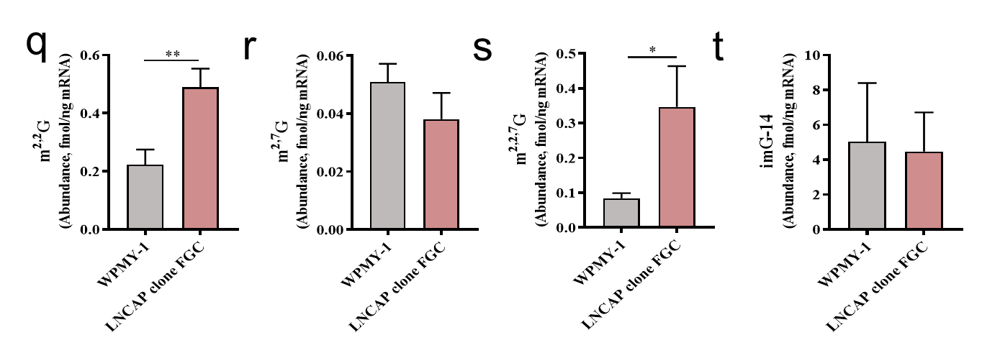 q
m2,2G
(Abundance, fmol/ng mRNA)
0.6
0.4
0.2
0.0
**
WPMY-1
LNCAP clone FGC
r
m2,7G
(Abundance, fmol/ng mRNA)
0.06
0.04
0.02
0.00
WPMY-1
LNCAP clone FGC
s
m2,2,7G
(Abundance, fmol/ng mRNA)
0.5
0.4
0.3
0.2
0.1
0.0
*
WPMY-1
LNCAP clone FGC
t
imG-14
(Abundance, fmol/ng mRNA)
10
8
6
4
2
0
WPMY-1
LNCAP clone FGC